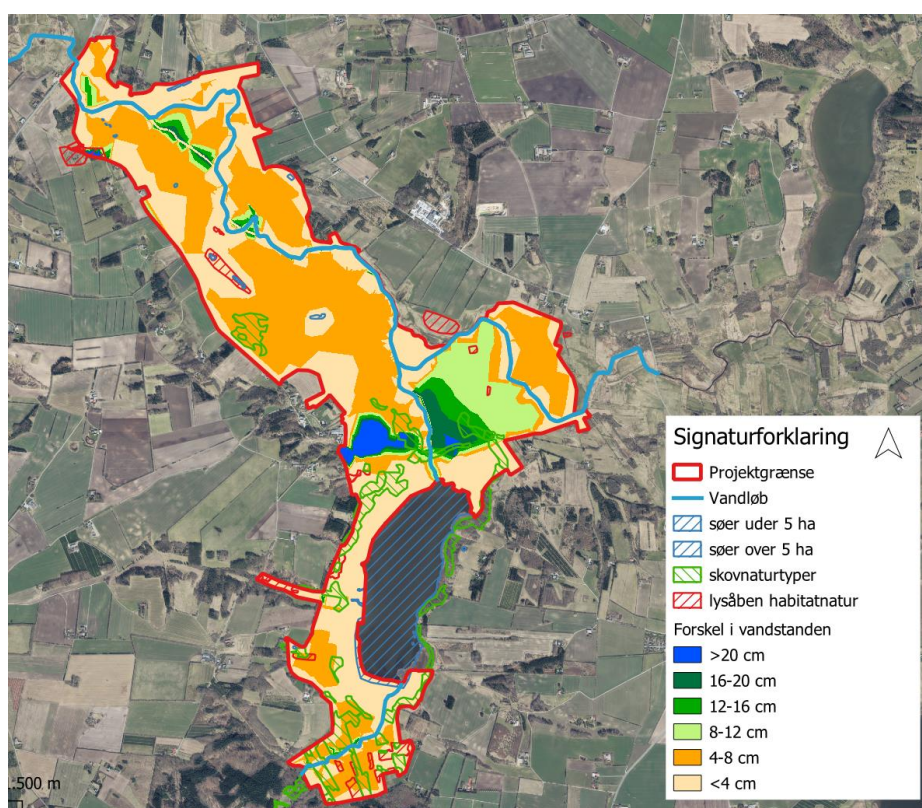 Signaturforklaring
Projektgrænse
Vandløb
søer uder 5 ha
søer over 5 ha
skovnaturtyper
lysåben habitatnatur
Forskel i vandstanden
>20 cm
16-20 cm
12-16 cm
8-12 cm
4-8 cm
<4 cm
500 m